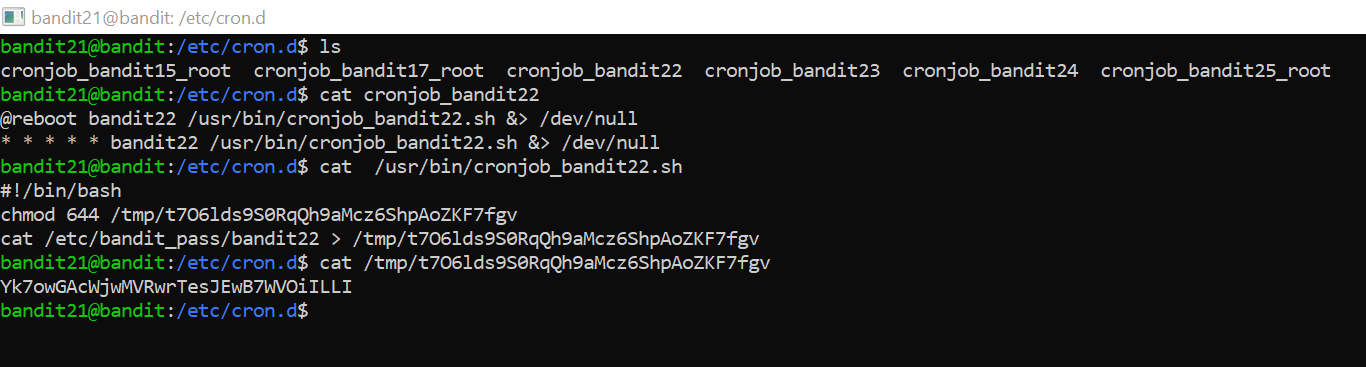 bandit21@bandit: /etc/cron.d
bandit21@bandit:/etc/cron.d$ ls
cronjob_bandit15_root  cronjob_bandit17_root  cronjob_bandit22  cronjob_bandit23  cronjob_bandit24  cronjob_bandit25_root
bandit21@bandit:/etc/cron.d$ cat cronjob_bandit22
@reboot bandit22 /usr/bin/cronjob_bandit22.sh &> /dev/null
* * * * * bandit22 /usr/bin/cronjob_bandit22.sh &> /dev/null
bandit21@bandit:/etc/cron.d$ cat  /usr/bin/cronjob_bandit22.sh
#!/bin/bash
chmod 644 /tmp/t7O6lds9S0RqQh9aMcz6ShpAoZKF7fgv
cat /etc/bandit_pass/bandit22 > /tmp/t7O6lds9S0RqQh9aMcz6ShpAoZKF7fgv
bandit21@bandit:/etc/cron.d$ cat /tmp/t7O6lds9S0RqQh9aMcz6ShpAoZKF7fgv
Yk7owGAcWjwMVRwrTesJEwB7WVOiILLI
bandit21@bandit:/etc/cron.d$